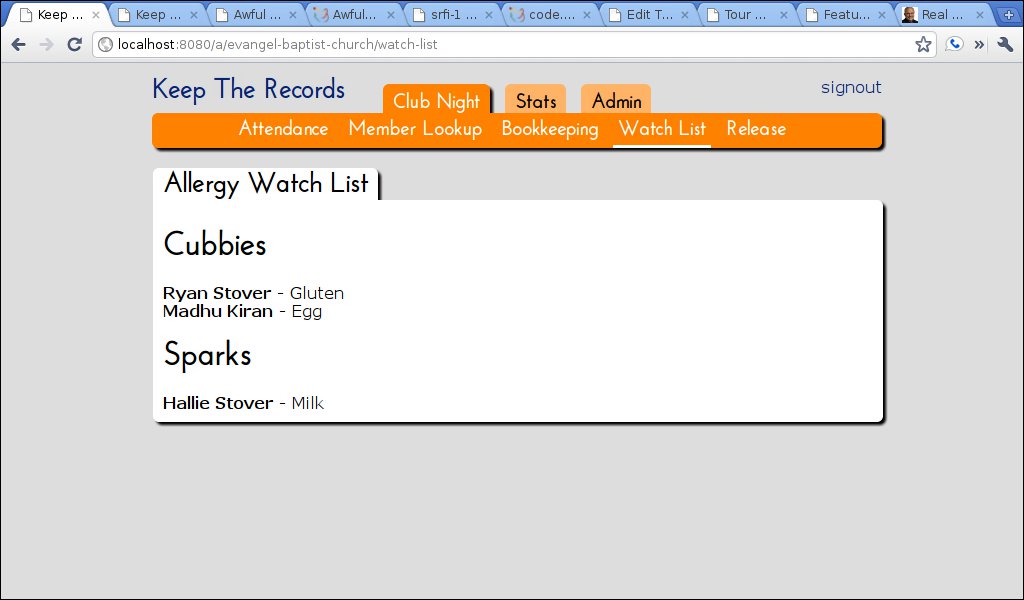 Keep ... Keep ... Awful ... Awful... srfi-1 ... code.... Edit T... Tour ... Featu... Real ...
localhost:8080/a/evangel-baptist-church/watch-list
Keep The Records Club Night Stats Admin signout
Attendance Member Lookup Bookkeeping Watch List Release
Allergy Watch List
Cubbies
Ryan Stover - Gluten
Madhu Kiran - Egg
Sparks
Hallie Stover - Milk